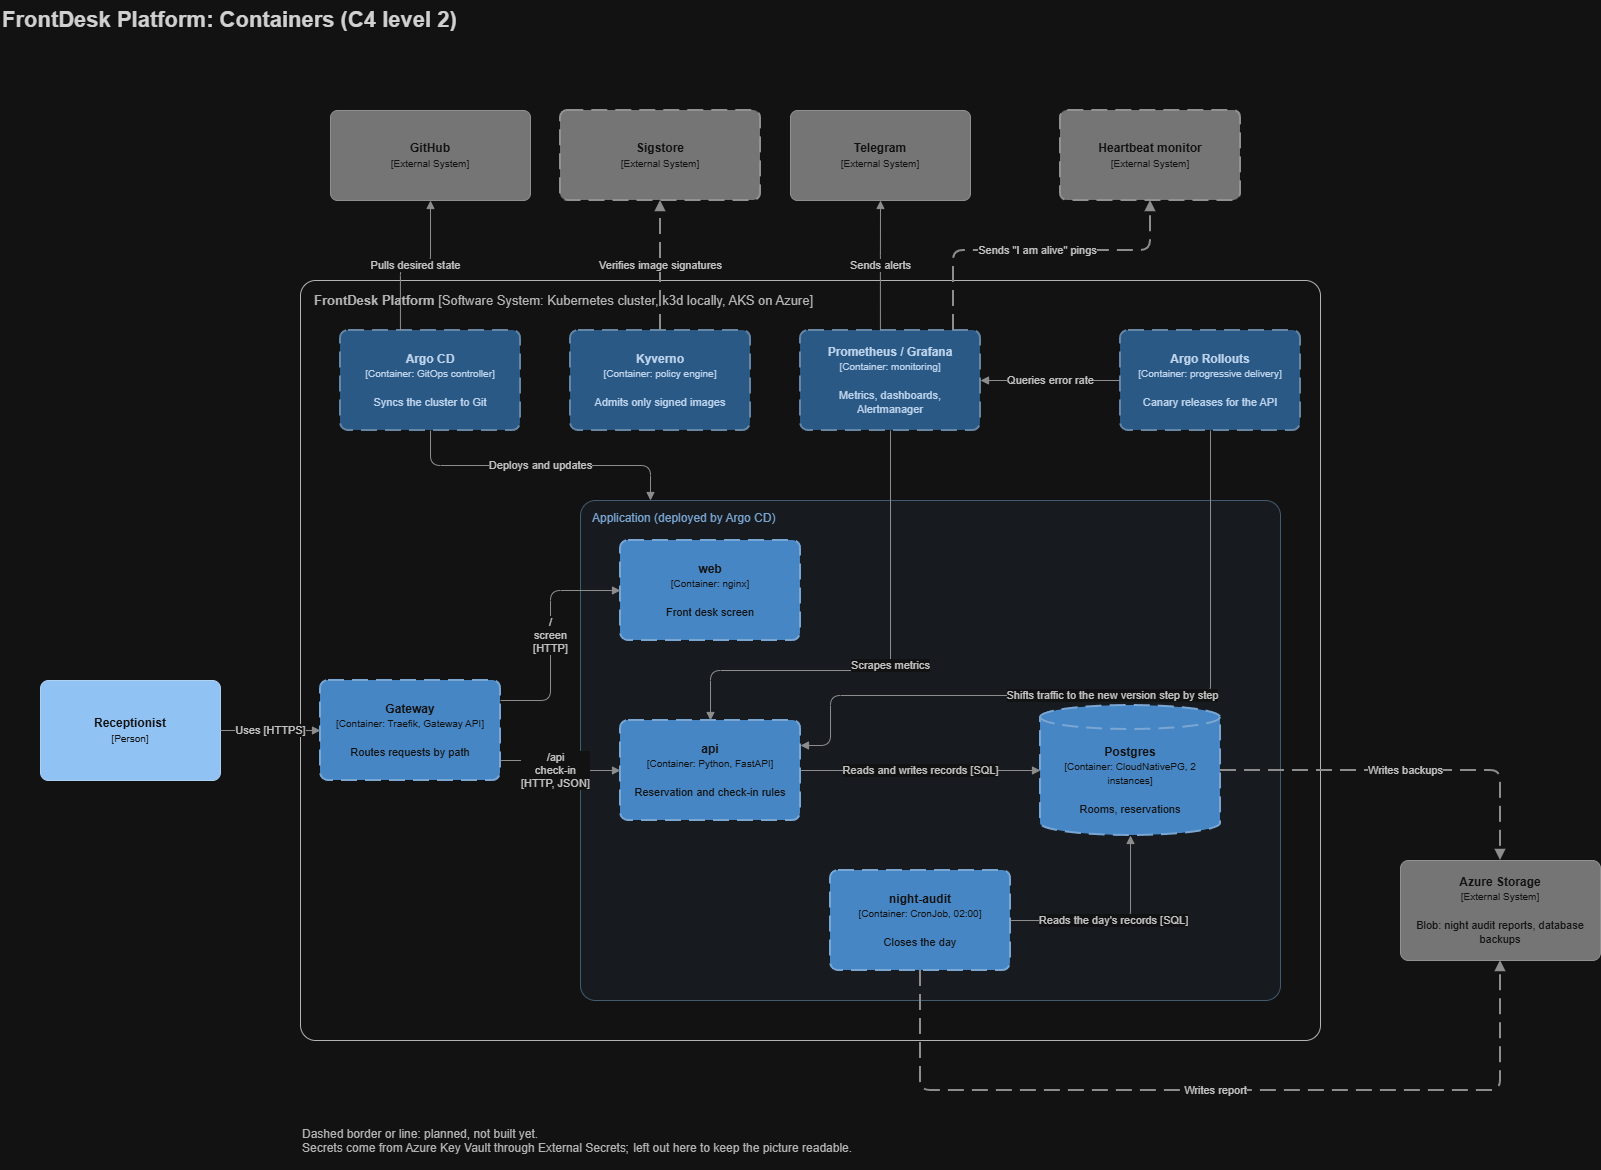 FrontDesk Platform: Containers (C4 level 2)
GitHub
[External System]
Sigstore
[External System]
Telegram
[External System]
Heartbeat monitor
[External System]
Sends "I am alive" pings
Pulls desired state
Verifies image signatures
Sends alerts
FrontDesk Platform [Software System: Kubernetes cluster, k3d locally, AKS on Azure]
Argo CD
[Container: GitOps controller]
Syncs the cluster to Git
Kyverno
[Container: policy engine]
Admits only signed images
Prometheus / Grafana
[Container: monitoring]
Metrics, dashboards,
Alertmanager
Queries error rate
Argo Rollouts
[Container: progressive delivery]
Canary releases for the API
Deploys and updates
Application (deployed by Argo CD)
web
[Container: nginx]
Front desk screen
/
screen
[HTTP]
Scrapes metrics
Shifts traffic to the new version step by step
Receptionist
[Person]
Uses [HTTPS]
Gateway
[Container: Traefik, Gateway API]
Routes requests by path
/api
check-in
[HTTP, JSON]
api
[Container: Python, FastAPI]
Reservation and check-in rules
Reads and writes records [SQL]
Postgres
[Container: CloudNativePG, 2
instances]
Rooms, reservations
Writes backups
night-audit
[Container: CronJob, 02:00]
Closes the day
Reads the day's records [SQL]
Azure Storage
[External System]
Blob: night audit reports, database
backups
Writes report
Dashed border or line: planned, not built yet.
Secrets come from Azure Key Vault through External Secrets; left out here to keep the picture readable.